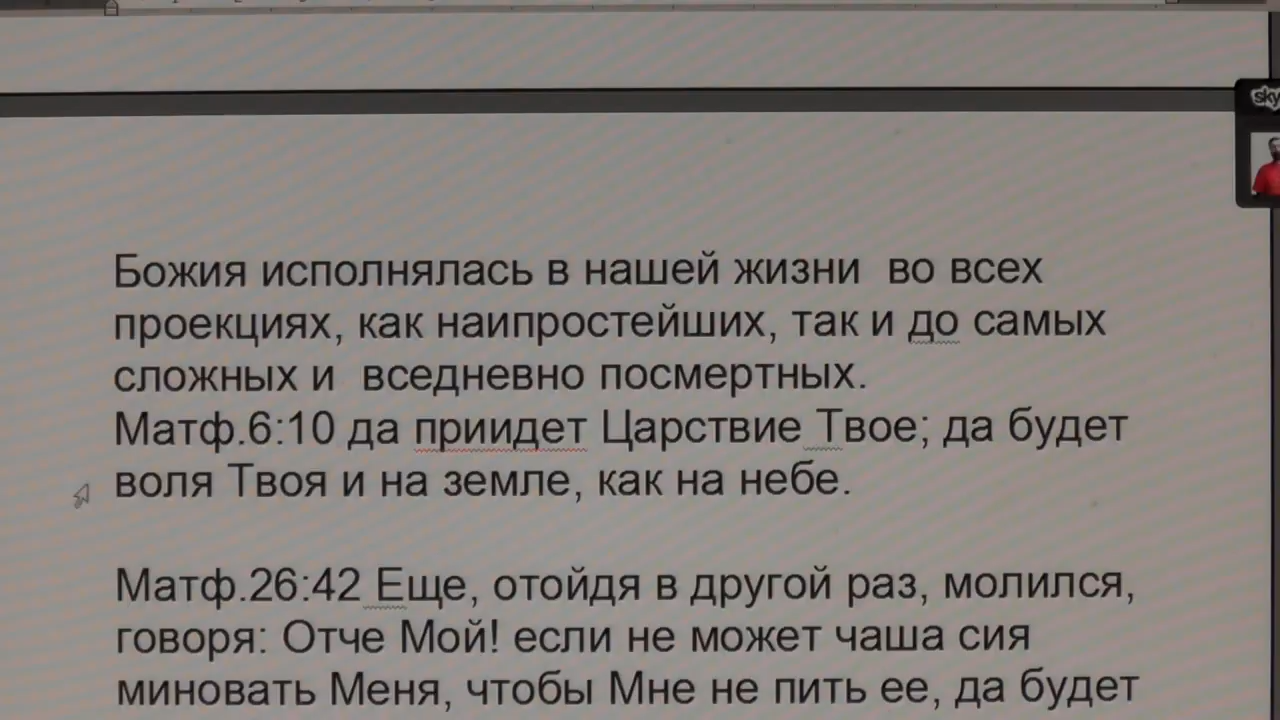 sky
Божия исполнялась в нашей жизни  во всех
проекциях, как наипростейших, так и до самых
сложных и  вседневно посмертных.
Матф.6:10 да приидет Царствие Твое; да будет
воля Твоя и на земле, как на небе.
Матф.26:42 Еще, отойдя в другой раз, молился,
говоря: Отче Мой! если не может чаша сия
миновать Меня, чтобы Мне не пить ее, да будет